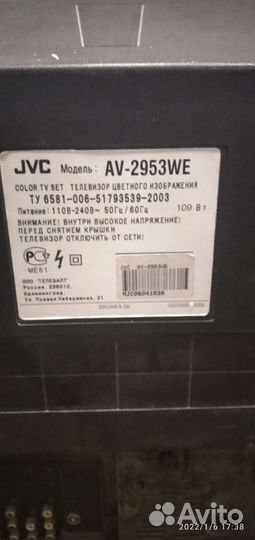 JVC Модель: AV-2953WE
COLOR TV SET ТЕЛЕВИЗОР ЦВЕТНОГО ИЗОБРАЖЕНИЯ
ТУ 6581-006-51793539-2003
Питание: 110В-240В~ 50Гц/60Гц 109 Вт
ВНИМАНИЕ! ВНУТРИ ВЫСОКОЕ НАПРЯЖЕНИЕ!
ПЕРЕД СНЯТИЕМ КРЫШКИ
ТЕЛЕВИЗОР ОТКЛЮЧИТЬ ОТ СЕТИ!
МЕ61
JVC AV-2953WE
MJC06041038
ООО "ТЕЛЕБАЛТ"
Россия, 236010,
Калининград,
Ул. Правая Набережная, 21
Avito
2022/1/6 17:38